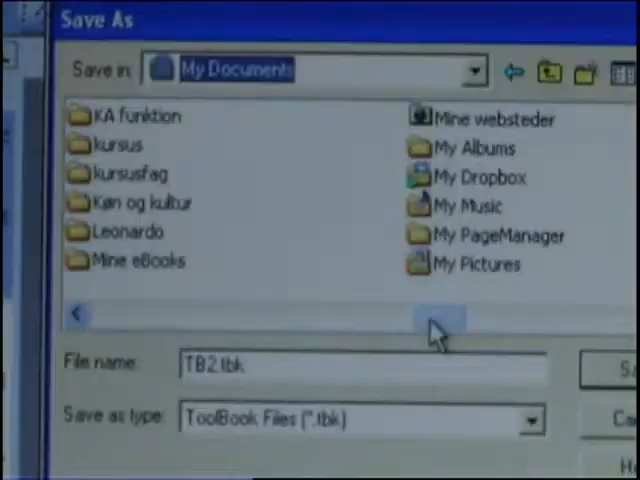 Save As
Save in: My Documents
KA funktion
kursus
kursusfag
Køn og kultur
Leonardo
Mine eBooks
Mine websteder
My Albums
My Dropbox
My Music
My PageManager
My Pictures
File name: TB2.tbk
Save as type: ToolBook Files (*.tbk)